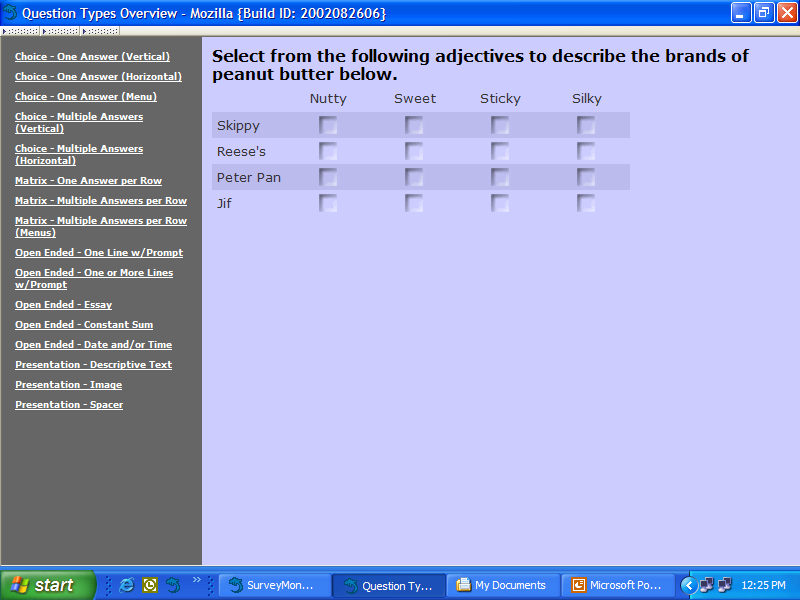 Question Types Overview - Mozilla {Build ID: 2002082606}
Choice - One Answer (Vertical)
Choice - One Answer (Horizontal)
Choice - One Answer (Menu)
Choice - Multiple Answers
(Vertical)
Choice - Multiple Answers
(Horizontal)
Matrix - One Answer per Row
Matrix - Multiple Answers per Row
Matrix - Multiple Answers per Row
(Menus)
Open Ended - One Line w/Prompt
Open Ended - One or More Lines
w/Prompt
Open Ended - Essay
Open Ended - Constant Sum
Open Ended - Date and/or Time
Presentation - Descriptive Text
Presentation - Image
Presentation - Spacer
Select from the following adjectives to describe the brands of
peanut butter below.
Nutty Sweet Sticky Silky
Skippy
Reese's
Peter Pan
Jif
start SurveyMon... Question Ty... My Documents Microsoft Po... 12:25 PM